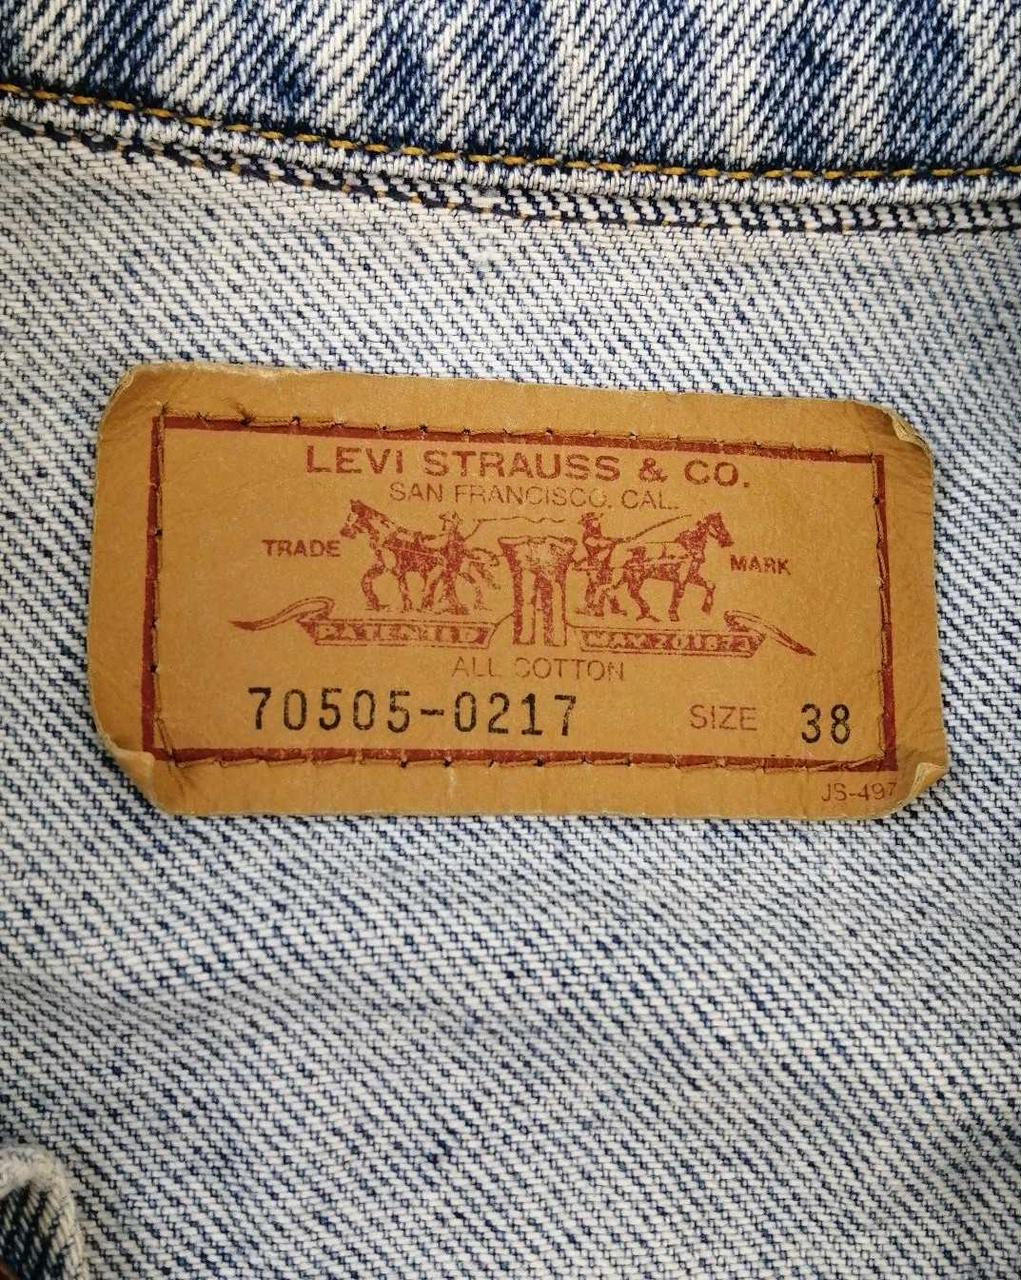 LEVI STRAUSS & CO.
SAN FRANCISCO, CAL.
TRADE MARK
PATENTED MAY 20 1873
ALL COTTON
70505-0217 SIZE 38
JS-497